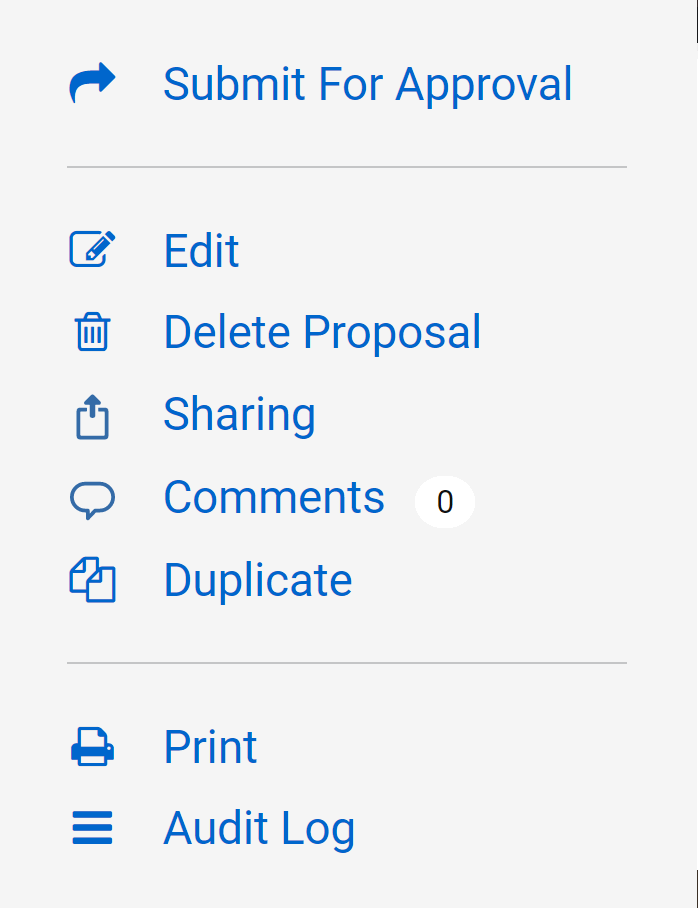 Submit For Approval
Edit
Delete Proposal
Sharing
Comments 0
Duplicate
Print
Audit Log